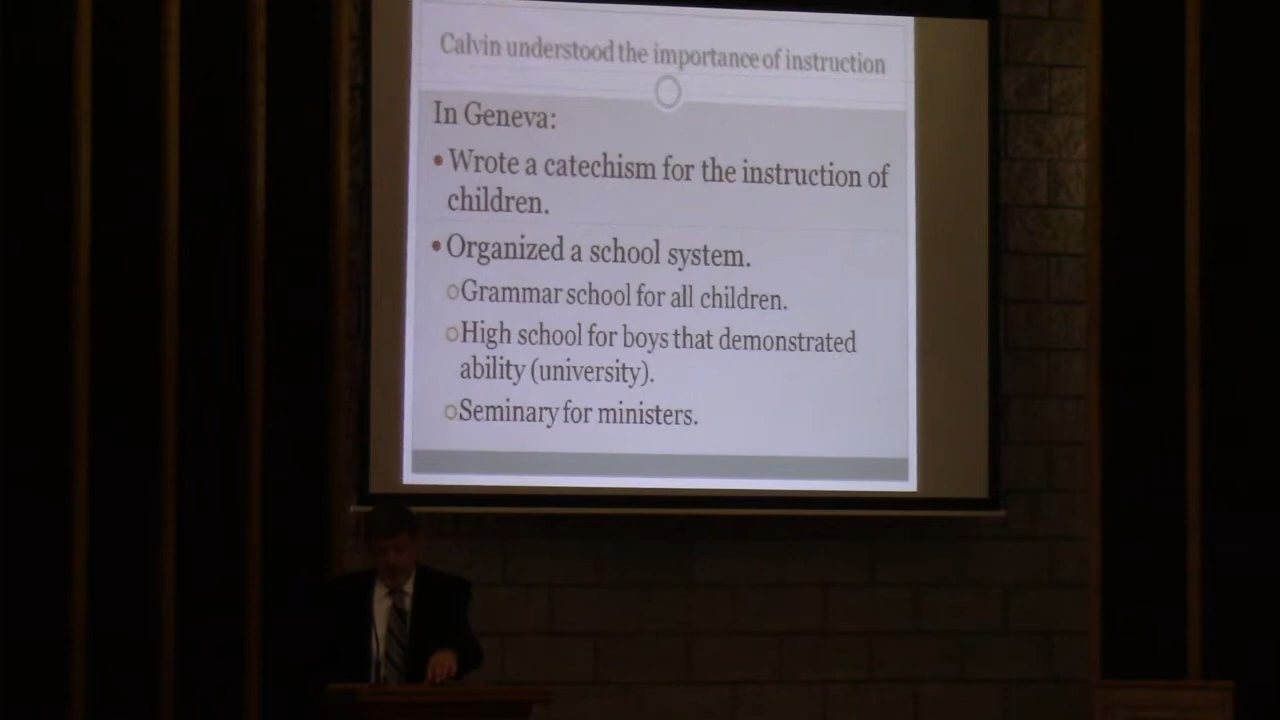 Calvin understood the importance of instruction
In Geneva:
• Wrote a catechism for the instruction of
children.
• Organized a school system.
○Grammar school for all children.
○High school for boys that demonstrated
ability (university).
○Seminary for ministers.